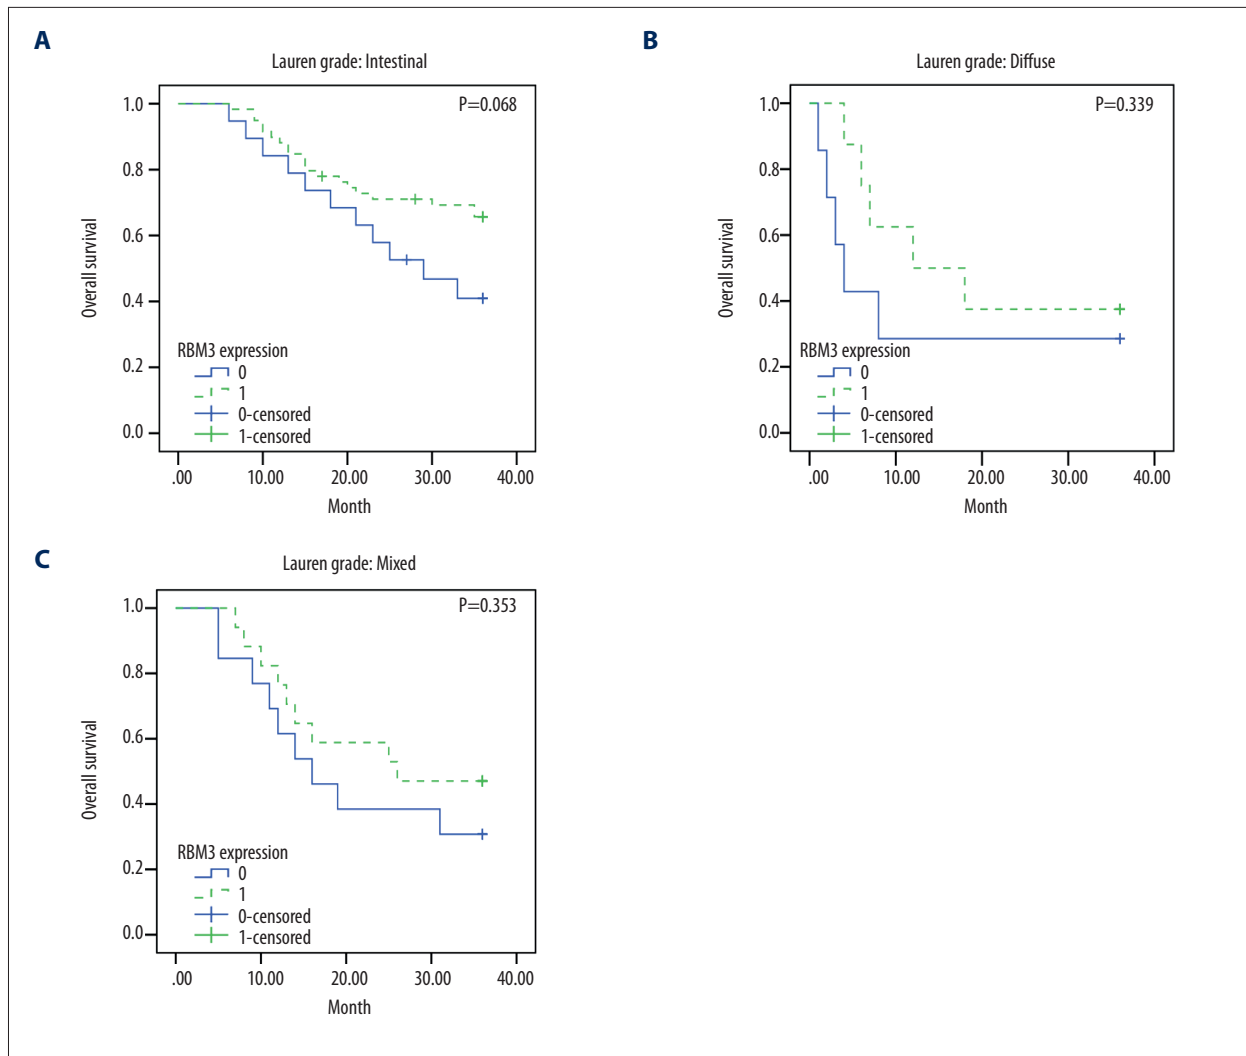 A
Lauren grade: Intestinal
P=0.068
1.0
0.8
0.6
0.4
0.2
0.0
Overall survival
RBM3 expression
0
1
0-censored
1-censored
.00 10.00 20.00 30.00 40.00
Month
B
Lauren grade: Diffuse
P=0.339
1.0
0.8
0.6
0.4
0.2
0.0
Overall survival
RBM3 expression
0
1
0-censored
1-censored
.00 10.00 20.00 30.00 40.00
Month
C
Lauren grade: Mixed
P=0.353
1.0
0.8
0.6
0.4
0.2
0.0
Overall survival
RBM3 expression
0
1
0-censored
1-censored
.00 10.00 20.00 30.00 40.00
Month